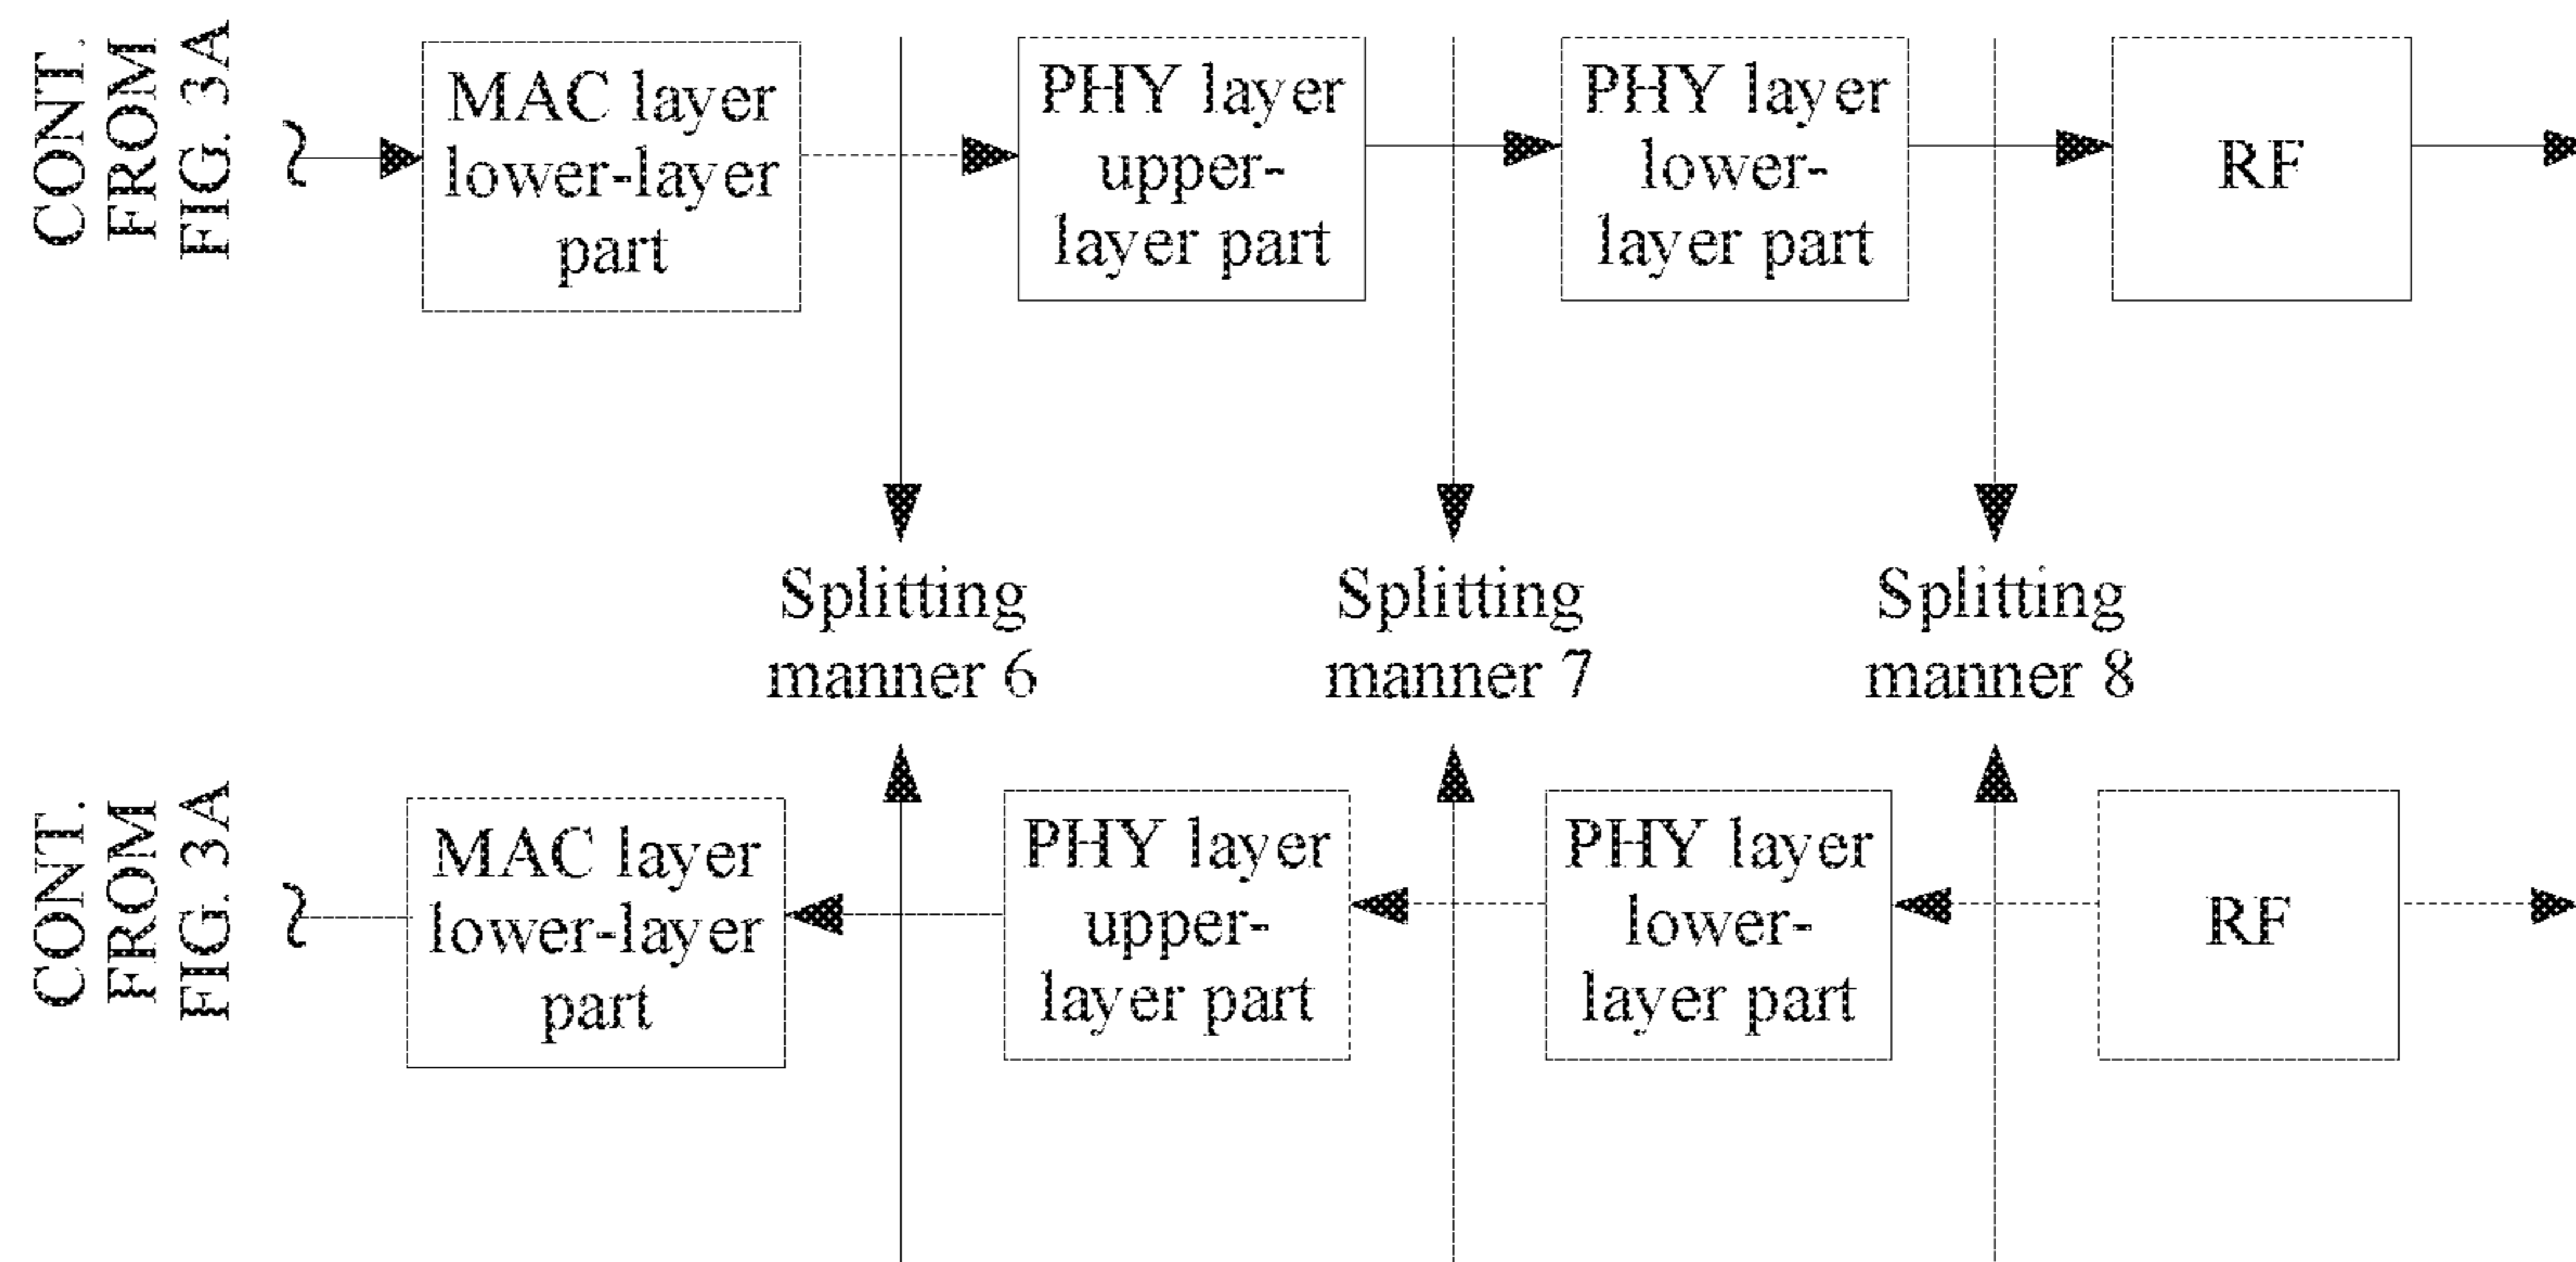 CONT.
FROM
FIG. 3A
MAC layer
lower-layer
part
PHY layer
upper-
layer part
PHY layer
lower-
layer part
RF
Splitting
manner 6
Splitting
manner 7
Splitting
manner 8
CONT.
FROM
FIG. 3A
MAC layer
lower-layer
part
PHY layer
upper-
layer part
PHY layer
lower-
layer part
RF